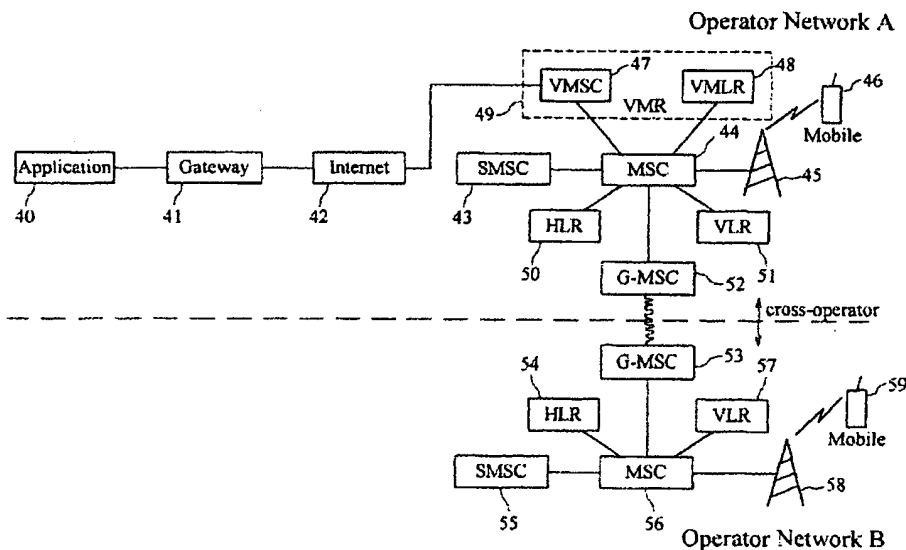 Operator Network A
47
48
46
VMSC
VMLR
49
VMR
44
Mobile
Application
Gateway
Internet
SMSC
MSC
40
41
42
43
45
HLR
VLR
50
51
G-MSC
52
cross-operator
G-MSC
53
54
57
59
HLR
VLR
Mobile
SMSC
MSC
58
55
56
Operator Network B